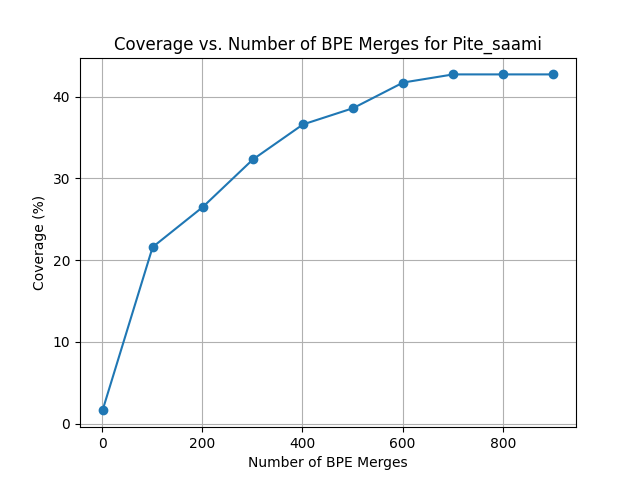 Coverage vs. Number of BPE Merges for Pite_saami
Coverage (%)
40
30
20
10
0
0 200 400 600 800
Number of BPE Merges